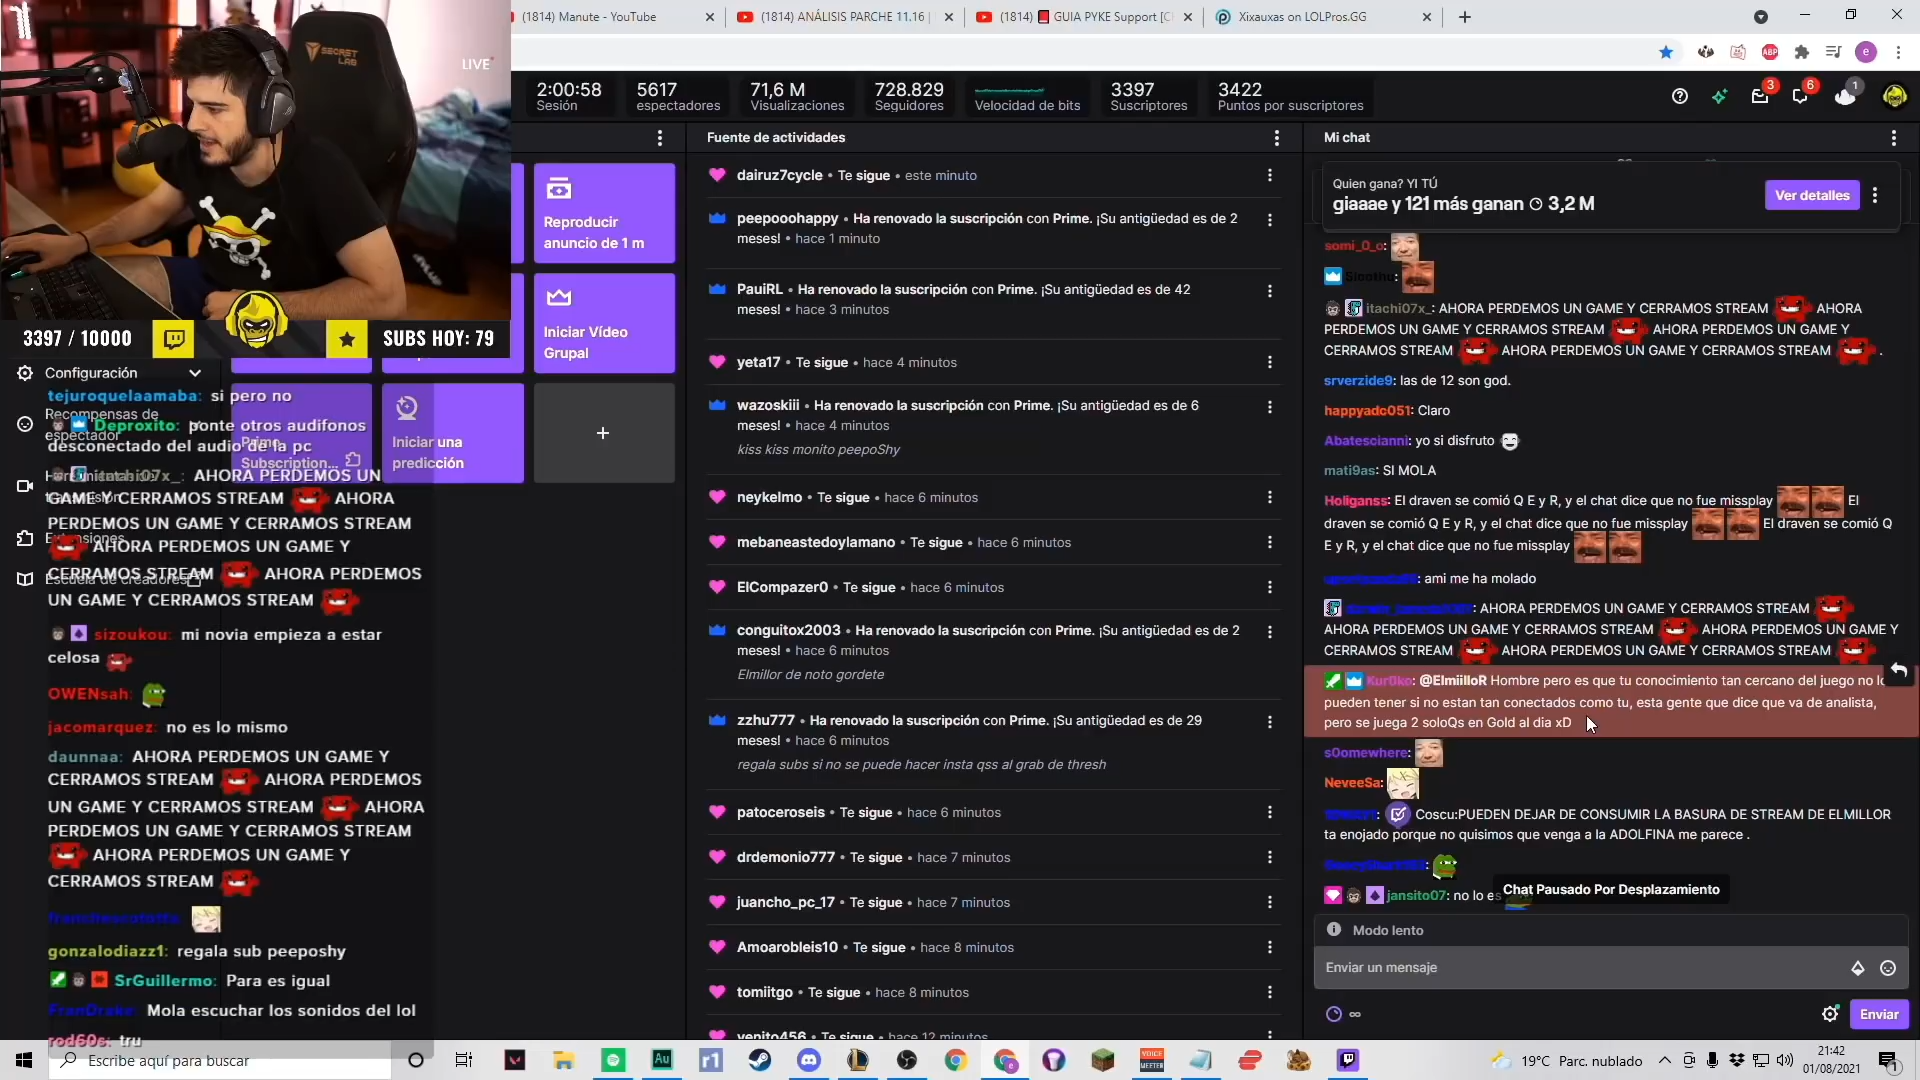 (1814) Manute - YouTube
(1814) ANÁLISIS PARCHE 11.16 |
(1814) GUIA PYKE Support [C
Xixauxas on LOLPros.GG
SECRET
LAB
LIVE
2:00:58
Sesión
5617
espectadores
71,6 M
Visualizaciones
728.829
Seguidores
Velocidad de bits
3397
Suscriptores
3422
Puntos por suscriptores
3
6
1
3397 / 10000
SUBS HOY: 79
Reproducir
anuncio de 1 m
Iniciar Vídeo
Grupal
Prime
Subscription...
Iniciar una
predicción
Configuración
Recompensas de
espectador
Extensiones
Escuela de creadores
tejuroquelaamaba: si pero no
Deproxito: ponte otros audifonos
desconectado del audio de la pc
itachi07x_: AHORA PERDEMOS UN
GAME Y CERRAMOS STREAM AHORA
PERDEMOS UN GAME Y CERRAMOS STREAM
AHORA PERDEMOS UN GAME Y
CERRAMOS STREAM AHORA PERDEMOS
UN GAME Y CERRAMOS STREAM
sizoukou: mi novia empieza a estar
celosa
OWENsah:
jacomarquez: no es lo mismo
daunnaa: AHORA PERDEMOS UN GAME Y
CERRAMOS STREAM AHORA PERDEMOS
UN GAME Y CERRAMOS STREAM AHORA
PERDEMOS UN GAME Y CERRAMOS STREAM
AHORA PERDEMOS UN GAME Y
CERRAMOS STREAM
gonzalodiazz1: regala sub peeposhy
SrGuillermo: Para es igual
FranDrake: Mola escuchar los sonidos del lol
rod60s: tru
Fuente de actividades
dairuz7cycle • Te sigue • este minuto
peepooohappy • Ha renovado la suscripción con Prime. ¡Su antigüedad es de 2
meses! • hace 1 minuto
PauiRL • Ha renovado la suscripción con Prime. ¡Su antigüedad es de 42
meses! • hace 3 minutos
yeta17 • Te sigue • hace 4 minutos
wazoskiii • Ha renovado la suscripción con Prime. ¡Su antigüedad es de 6
meses! • hace 4 minutos
kiss kiss monito peepoShy
neykelmo • Te sigue • hace 6 minutos
mebaneastedoylamano • Te sigue • hace 6 minutos
ElCompazer0 • Te sigue • hace 6 minutos
conguitox2003 • Ha renovado la suscripción con Prime. ¡Su antigüedad es de 2
meses! • hace 6 minutos
Elmillor de noto gordete
zzhu777 • Ha renovado la suscripción con Prime. ¡Su antigüedad es de 29
meses! • hace 6 minutos
regala subs si no se puede hacer insta qss al grab de thresh
patoceroseis • Te sigue • hace 6 minutos
drdemonio777 • Te sigue • hace 7 minutos
juancho_pc_17 • Te sigue • hace 7 minutos
Amoarobleis10 • Te sigue • hace 8 minutos
tomiitgo • Te sigue • hace 8 minutos
yenito456 • Te sigue • hace 12 minutos
Mi chat
Quien gana? YI TÚ
giaaae y 121 más ganan 3,2 M
Ver detalles
somi_0_o:
Sloothu:
itachi07x_: AHORA PERDEMOS UN GAME Y CERRAMOS STREAM AHORA
PERDEMOS UN GAME Y CERRAMOS STREAM AHORA PERDEMOS UN GAME Y
CERRAMOS STREAM AHORA PERDEMOS UN GAME Y CERRAMOS STREAM .
srverzide9: las de 12 son god.
happyadc051: Claro
Abatescianni: yo si disfruto
mati9as: SI MOLA
Holiganss: El draven se comió Q E y R, y el chat dice que no fue missplay El
draven se comió Q E y R, y el chat dice que no fue missplay El draven se comió Q
E y R, y el chat dice que no fue missplay
: ami me ha molado
: AHORA PERDEMOS UN GAME Y CERRAMOS STREAM
AHORA PERDEMOS UN GAME Y CERRAMOS STREAM AHORA PERDEMOS UN GAME Y
CERRAMOS STREAM AHORA PERDEMOS UN GAME Y CERRAMOS STREAM
Kur0ko: @ElmiilloR Hombre pero es que tu conocimiento tan cercano del juego no lo
pueden tener si no estan tan conectados como tu, esta gente que dice que va de analista,
pero se juega 2 soloQs en Gold al dia xD
s0omewhere:
NeveeSa:
: Coscu:PUEDEN DEJAR DE CONSUMIR LA BASURA DE STREAM DE ELMILLOR
ta enojado porque no quisimos que venga a la ADOLFINA me parece .
jansito07: no lo es
Chat Pausado Por Desplazamiento
Modo lento
Enviar un mensaje
∞
Enviar
Escribe aquí para buscar
19°C Parc. nublado
21:42
01/08/2021